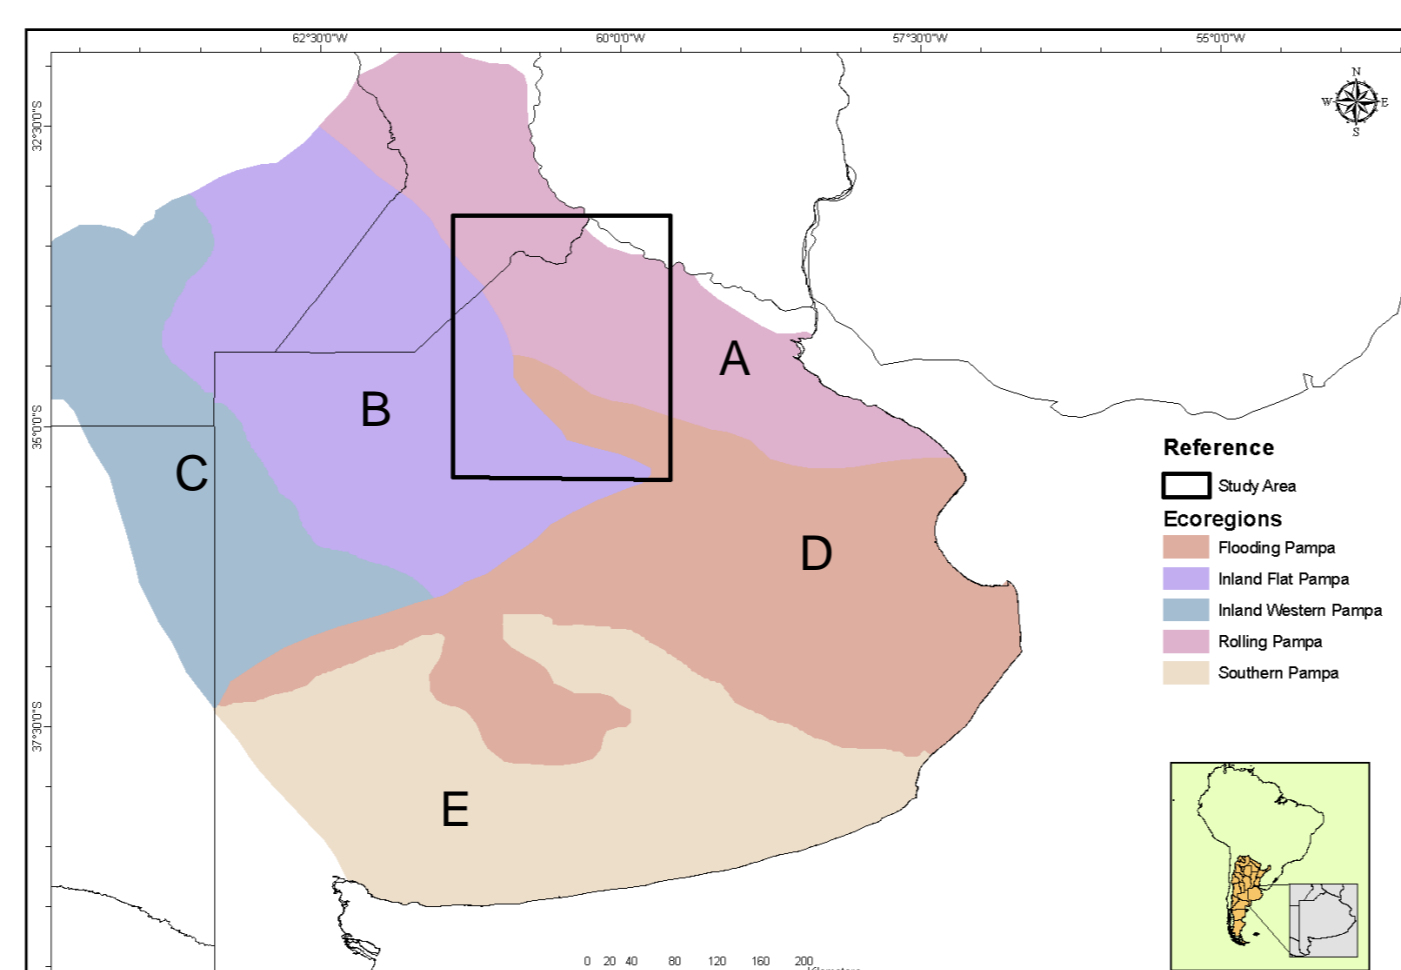 62°30'0"W 60°0'0"W 57°30'0"W 55°0'0"W
N
W E
S
32°30'0"S
A
B
35°0'0"S
C
Reference
Study Area
Ecoregions
D
Flooding Pampa
Inland Flat Pampa
Inland Western Pampa
Rolling Pampa
Southern Pampa
37°30'0"S
E
0 20 40 80 120 160 200
Kilometers